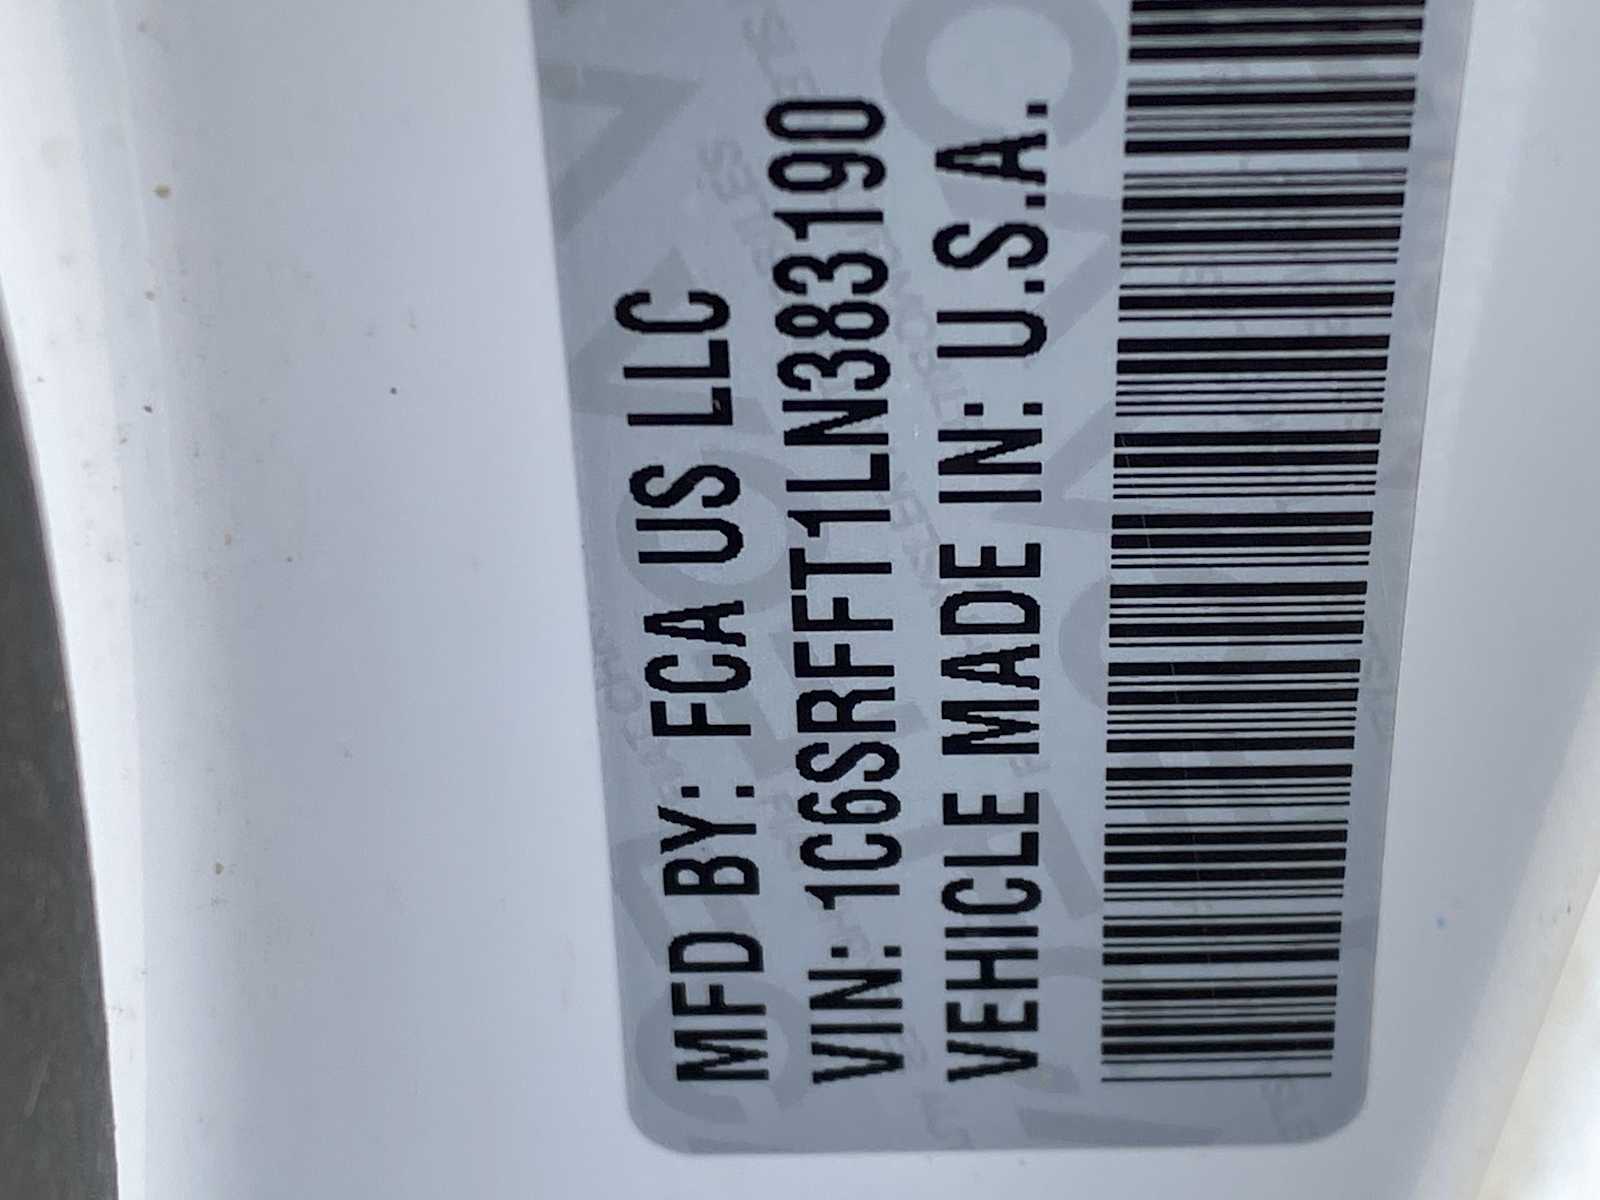 MFD BY: FCA US LLC
VIN: 1C6SRFFT1LN383190
VEHICLE MADE IN: U.S.A.